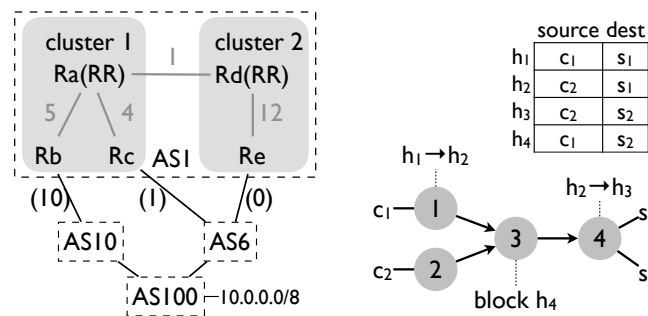 cluster 1
cluster 2
1
Ra(RR)
Rd(RR)
5
4
12
Rb
Rc
AS1
Re
(10)
(1)
(0)
AS10
AS6
AS100
10.0.0.0/8
source dest
h1 c1 s1
h2 c2 s1
h3 c2 s2
h4 c1 s2
h1→h2
h2→h3
c1
1
s
3
4
c2
2
s
block h4